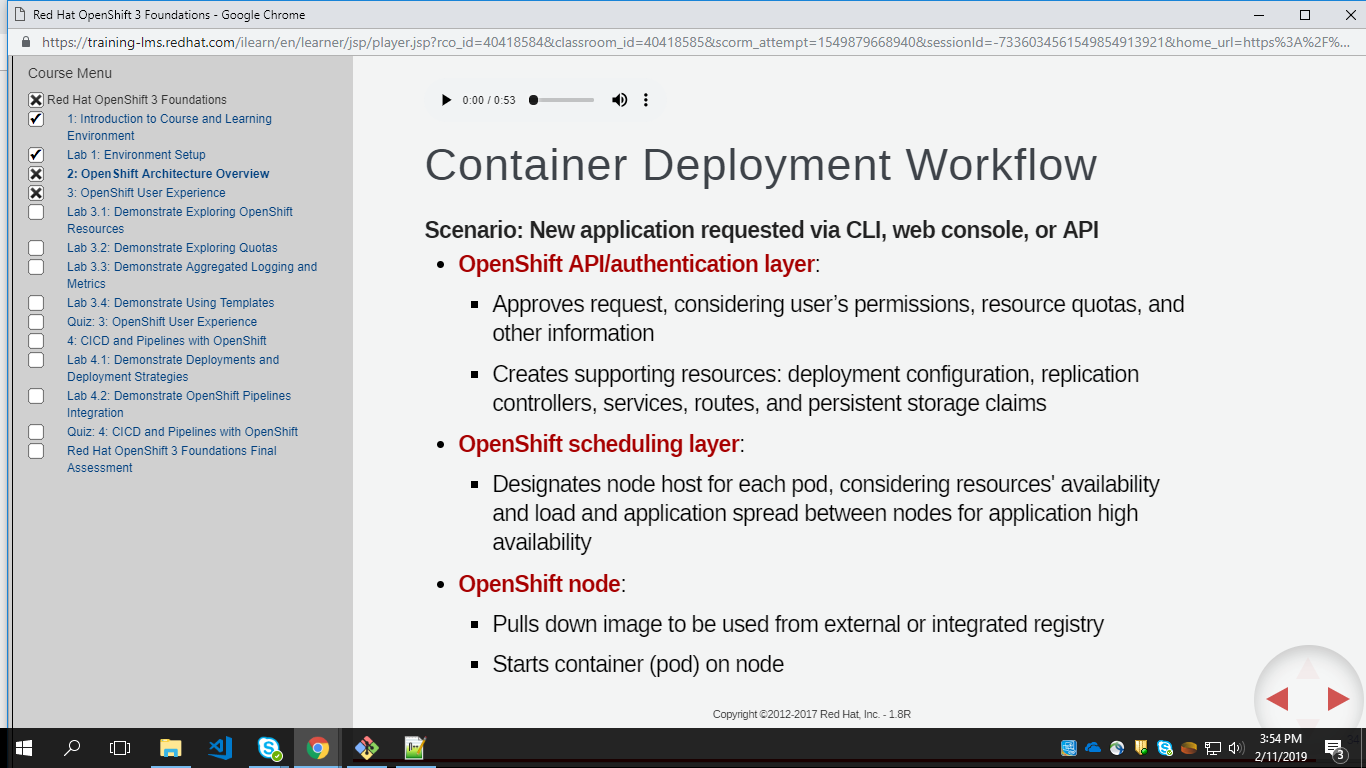 Red Hat OpenShift 3 Foundations - Google Chrome
https://training-lms.redhat.com/ilearn/en/learner/jsp/player.jsp?rco_id=40418584&classroom_id=40418585&scorm_attempt=1549879668940&sessionId=-7336034561549854913921&home_url=https%3A%2F%...
Course Menu
Red Hat OpenShift 3 Foundations
1: Introduction to Course and Learning
Environment
Lab 1: Environment Setup
2: OpenShift Architecture Overview
3: OpenShift User Experience
Lab 3.1: Demonstrate Exploring OpenShift
Resources
Lab 3.2: Demonstrate Exploring Quotas
Lab 3.3: Demonstrate Aggregated Logging and
Metrics
Lab 3.4: Demonstrate Using Templates
Quiz: 3: OpenShift User Experience
4: CICD and Pipelines with OpenShift
Lab 4.1: Demonstrate Deployments and
Deployment Strategies
Lab 4.2: Demonstrate OpenShift Pipelines
Integration
Quiz: 4: CICD and Pipelines with OpenShift
Red Hat OpenShift 3 Foundations Final
Assessment
0:00 / 0:53
Container Deployment Workflow
Scenario: New application requested via CLI, web console, or API
• OpenShift API/authentication layer:
▪ Approves request, considering user’s permissions, resource quotas, and
other information
▪ Creates supporting resources: deployment configuration, replication
controllers, services, routes, and persistent storage claims
• OpenShift scheduling layer:
▪ Designates node host for each pod, considering resources' availability
and load and application spread between nodes for application high
availability
• OpenShift node:
▪ Pulls down image to be used from external or integrated registry
▪ Starts container (pod) on node
Copyright ©2012-2017 Red Hat, Inc. - 1.8R
3:54 PM
2/11/2019
3